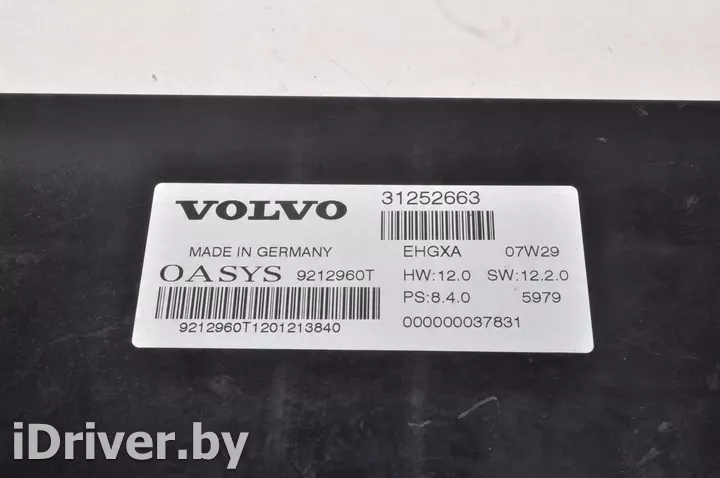 VOLVO
31252663
MADE IN GERMANY
EHGXA 07W29
OASYS 9212960T
HW:12.0 SW:12.2.0
PS:8.4.0 5979
9212960T1201213840
000000037831
iDriver.by